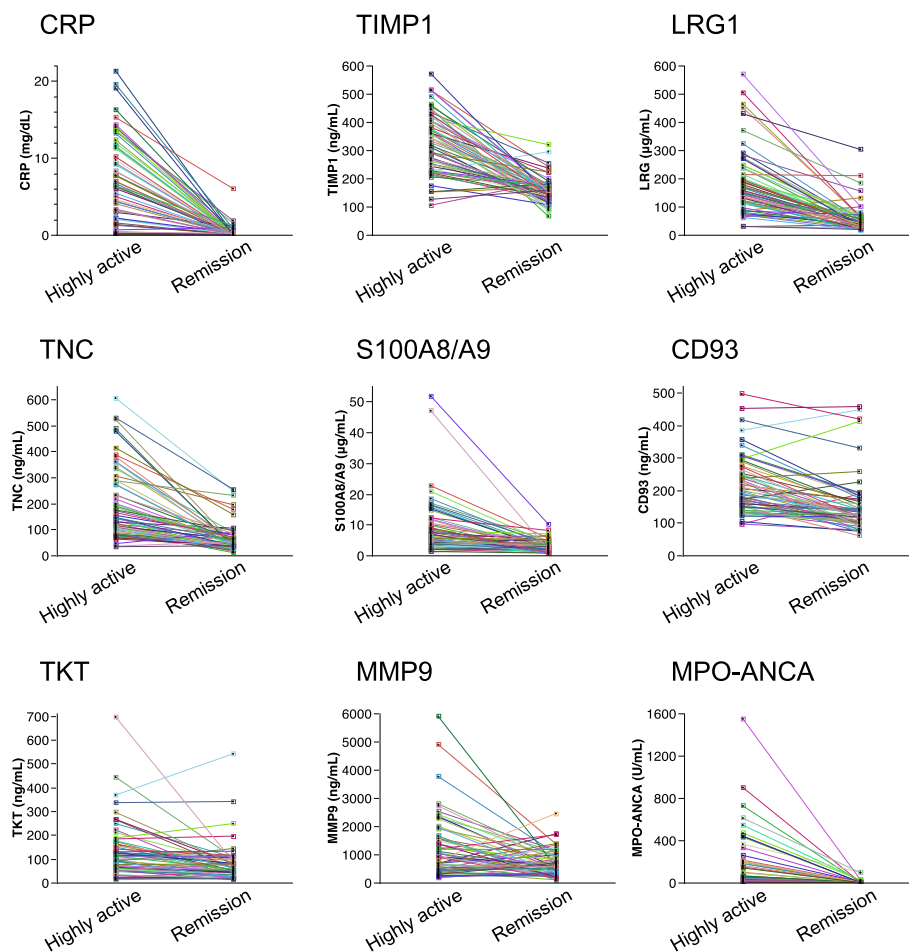 CRP
TIMP1
LRG1
20
10
0
CRP (mg/dL)
Highly active
Remission
600
500
400
300
200
100
0
TIMP1 (ng/mL)
Highly active
Remission
600
500
400
300
200
100
0
LRG (µg/mL)
Highly active
Remission
TNC
S100A8/A9
CD93
600
500
400
300
200
100
0
TNC (ng/mL)
Highly active
Remission
50
40
30
20
10
0
S100A8/A9 (µg/mL)
Highly active
Remission
500
400
300
200
100
0
CD93 (ng/mL)
Highly active
Remission
TKT
MMP9
MPO-ANCA
700
600
500
400
300
200
100
0
TKT (ng/mL)
Highly active
Remission
6000
5000
4000
3000
2000
1000
0
MMP9 (ng/mL)
Highly active
Remission
1600
1200
800
400
0
MPO-ANCA (U/mL)
Highly active
Remission